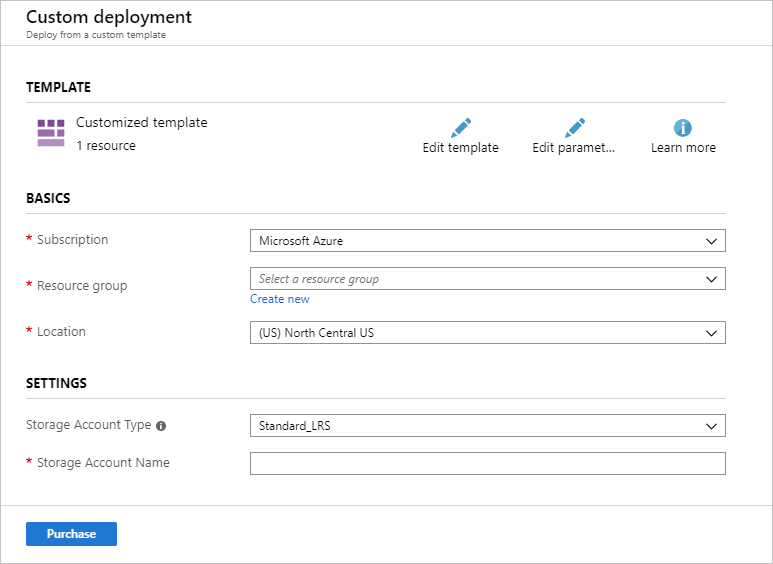 Custom deployment
Deploy from a custom template
TEMPLATE
Customized template
1 resource
Edit template
Edit paramet...
Learn more
BASICS
* Subscription
Microsoft Azure
* Resource group
Select a resource group
Create new
* Location
(US) North Central US
SETTINGS
Storage Account Type
Standard_LRS
* Storage Account Name
Purchase